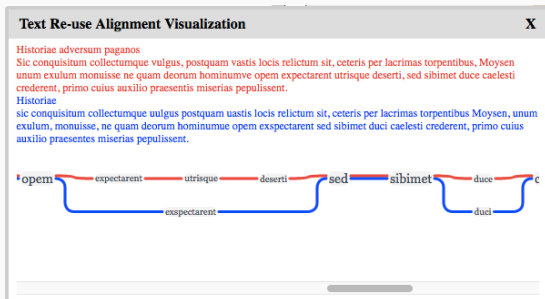 Text Re-use Alignment Visualization X
Historiae adversum paganos
Sic conquisitum collectumque vulgus, postquam vastis locis relictum sit, ceteris per lacrimas torpentibus, Moysen
unum exulum monuisse ne quam deorum hominumve opem expectarent utrisque deserti, sed sibimet duce caelesti
crederent, primo cuius auxilio praesentis miserias pepulissent.
Historiae
sic conquisitum collectumque uulgus postquam uastis locis relictum sit, ceteris per lacrimas torpentibus Moysen, unum
exulum, monuisse, ne quam deorum hominumue opem exspectarent sed sibimet duci caelesti crederent, primo cuius
auxilio praesentes miserias pepulissent.
opem expectarent utrisque deserti sed sibimet duce c
exspectarent duci